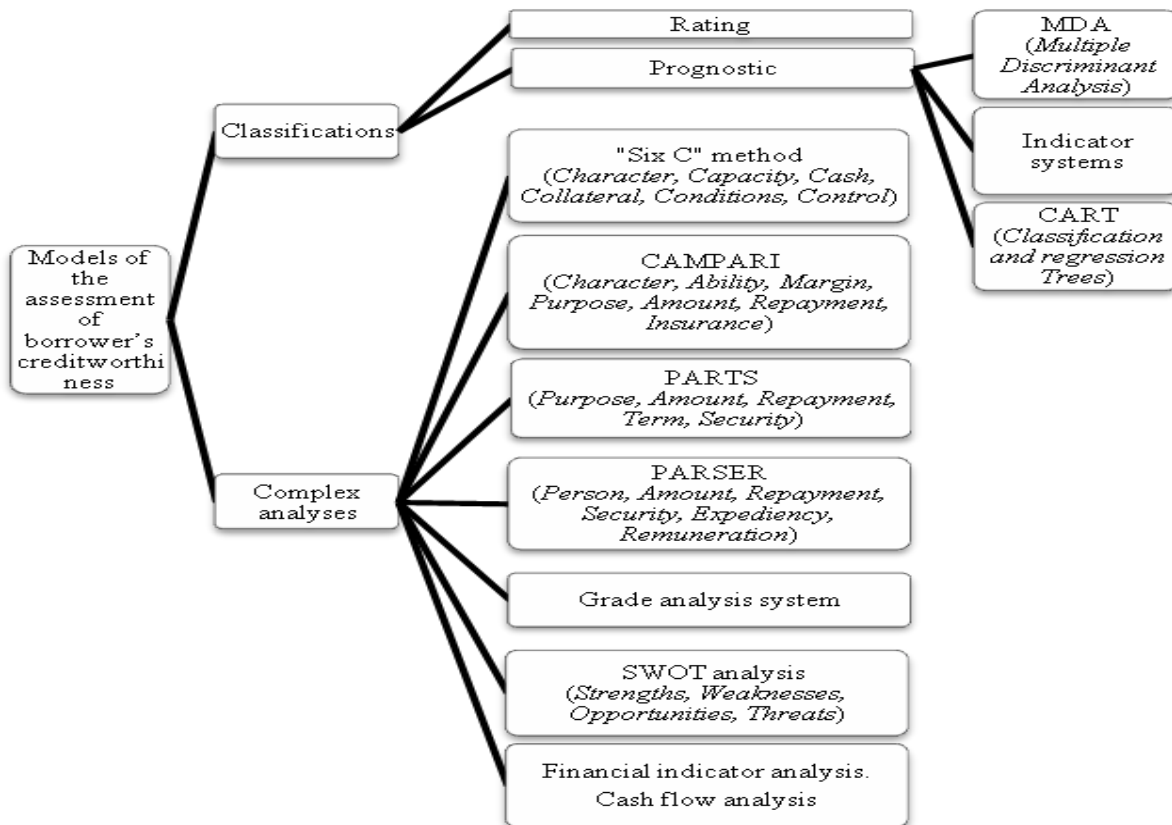 Models of
the
assessment
of
borrower's
creditworthi
ness
Classifications
Complex
analyses
Rating
Prognostic
"Six C" method
(Character, Capacity, Cash,
Collateral, Conditions, Control)
CAMPARI
(Character, Ability, Margin,
Purpose, Amount, Repayment,
Insurance)
PARTS
(Purpose, Amount, Repayment,
Term, Security)
PARSER
(Person, Amount, Repayment,
Security, Expediency,
Remuneration)
Grade analysis system
SWOT analysis
(Strengths, Weaknesses,
Opportunities, Threats)
Financial indicator analysis.
Cash flow analysis
MDA
(Multiple
Discriminant
Analysis)
Indicator
systems
CART
(Classification
and regression
Trees)